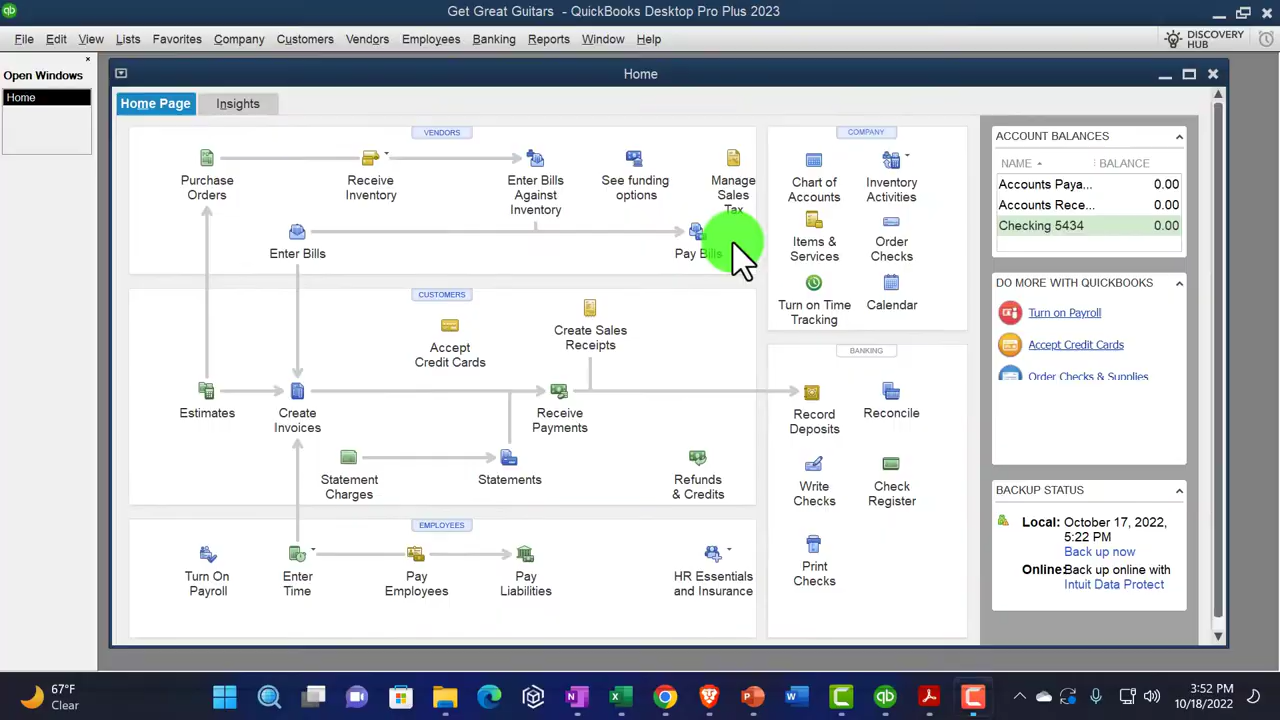 Get Great Guitars - QuickBooks Desktop Pro Plus 2023
File Edit View Lists Favorites Company Customers Vendors Employees Banking Reports Window Help
DISCOVERY
HUB
Open Windows
Home
Home
Home Page Insights
VENDORS
Purchase
Orders
Receive
Inventory
Enter Bills
Against
Inventory
See funding
options
Manage
Sales
Tax
Enter Bills
Pay Bills
CUSTOMERS
Accept
Credit Cards
Create Sales
Receipts
Estimates
Create
Invoices
Receive
Payments
Statement
Charges
Statements
Refunds
& Credits
EMPLOYEES
Turn On
Payroll
Enter
Time
Pay
Employees
Pay
Liabilities
HR Essentials
and Insurance
COMPANY
Chart of
Accounts
Inventory
Activities
Items &
Services
Order
Checks
Turn on Time
Tracking
Calendar
BANKING
Record
Deposits
Reconcile
Write
Checks
Check
Register
Print
Checks
ACCOUNT BALANCES
NAME BALANCE
Accounts Paya... 0.00
Accounts Rece... 0.00
Checking 5434 0.00
DO MORE WITH QUICKBOOKS
Turn on Payroll
Accept Credit Cards
Order Checks & Supplies
BACKUP STATUS
Local: October 17, 2022,
5:22 PM
Back up now
Online: Back up online with
Intuit Data Protect
67°F
Clear
3:52 PM
10/18/2022